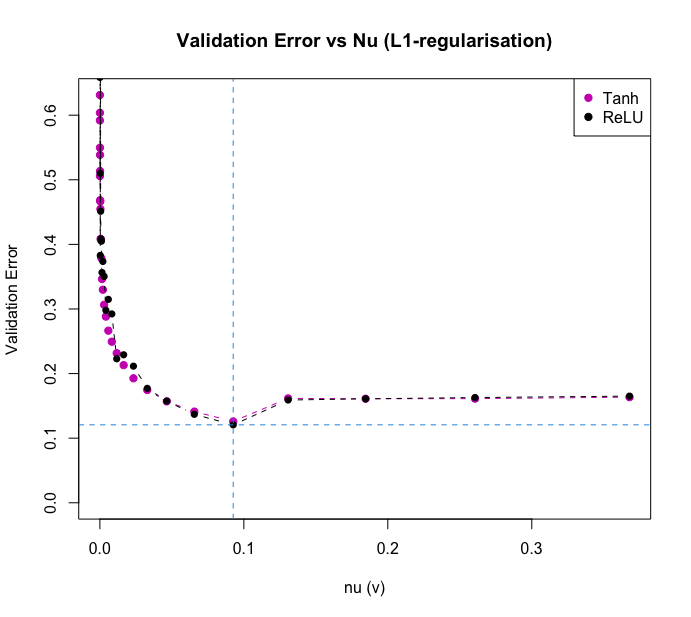 Validation Error vs Nu (L1-regularisation)
Tanh
ReLU
0.6
0.5
0.4
0.3
0.2
0.1
0.0
Validation Error
0.0 0.1 0.2 0.3
nu (v)